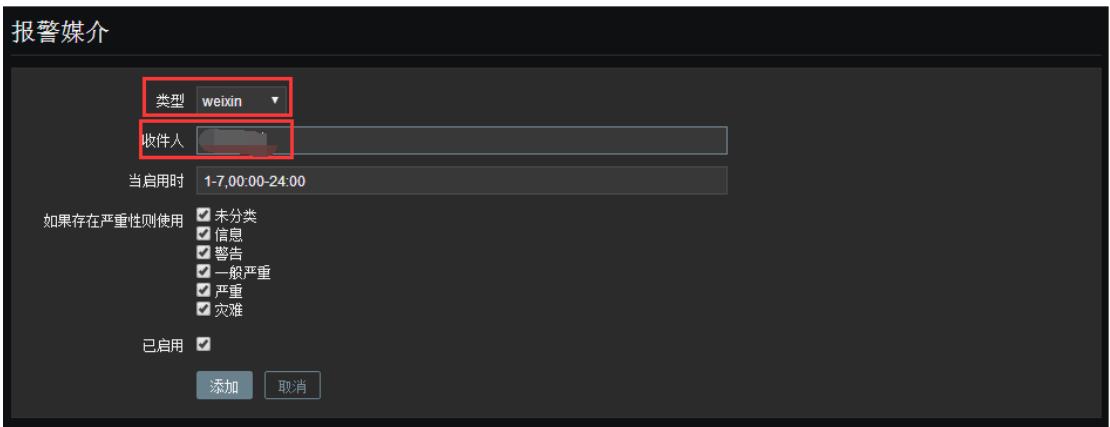 报警媒介
类型 weixin
收件人
当启用时 1-7,00:00-24:00
如果存在严重性则使用 未分类
信息
警告
一般严重
严重
灾难
已启用
添加 取消